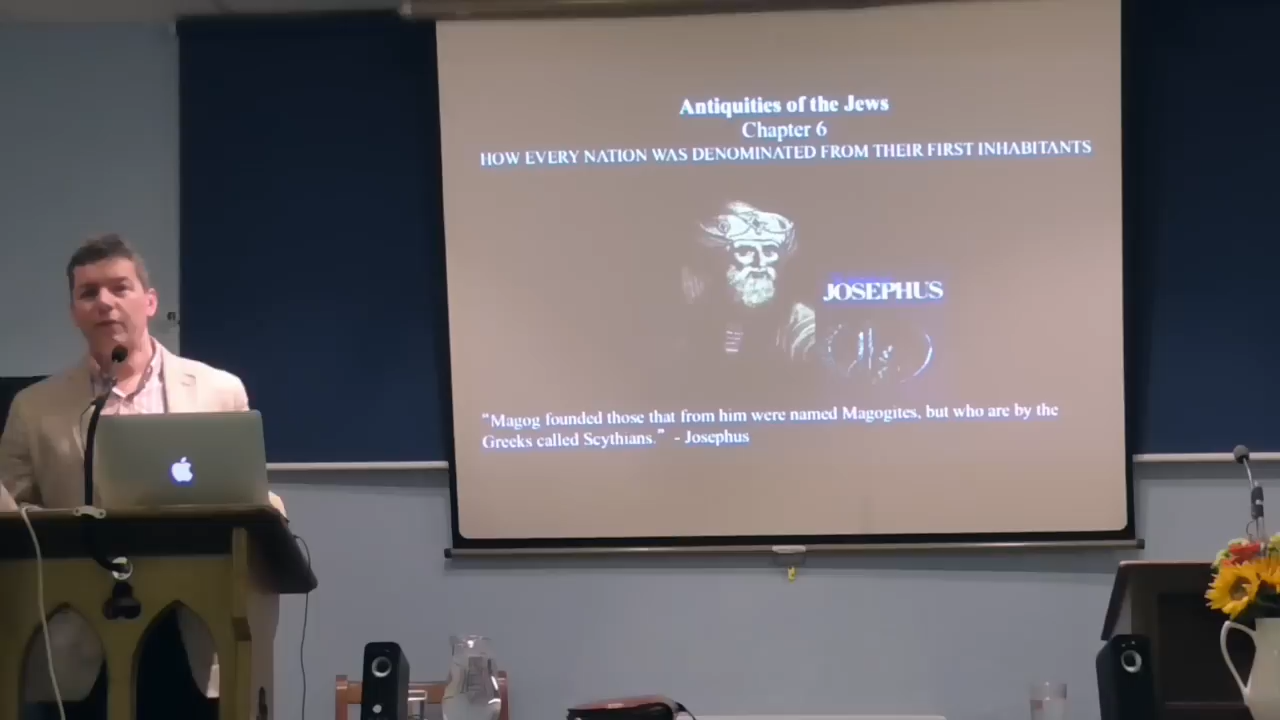 Antiquities of the Jews
Chapter 6
HOW EVERY NATION WAS DENOMINATED FROM THEIR FIRST INHABITANTS
JOSEPHUS
“Magog founded those that from him were named Magogites, but who are by the
Greeks called Scythians.” - Josephus